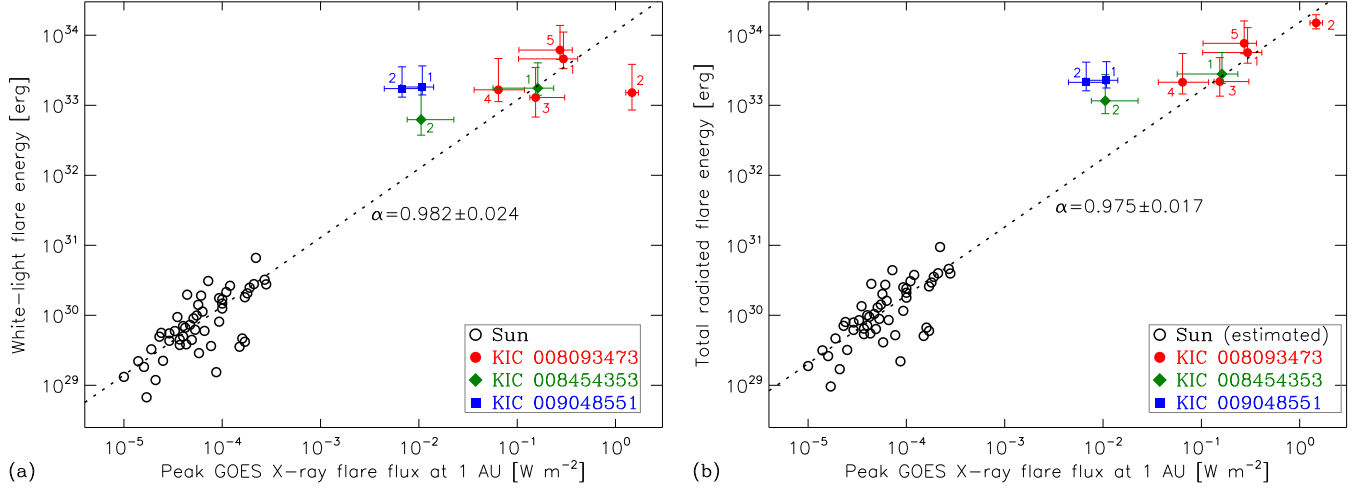 White-light flare energy [erg]
10^34
10^33
10^32
10^31
10^30
10^29
5
1
2
2
1
1
4
3
2
α=0.982±0.024
Sun
KIC 008093473
KIC 008454353
KIC 009048551
10^−5
10^−4
10^−3
10^−2
10^−1
10^0
(a)
Peak GOES X-ray flare flux at 1 AU [W m^−2]
Total radiated flare energy [erg]
10^34
10^33
10^32
10^31
10^30
10^29
2
5
1
2
1
1
4
3
2
α=0.975±0.017
Sun (estimated)
KIC 008093473
KIC 008454353
KIC 009048551
10^−5
10^−4
10^−3
10^−2
10^−1
10^0
(b)
Peak GOES X-ray flare flux at 1 AU [W m^−2]